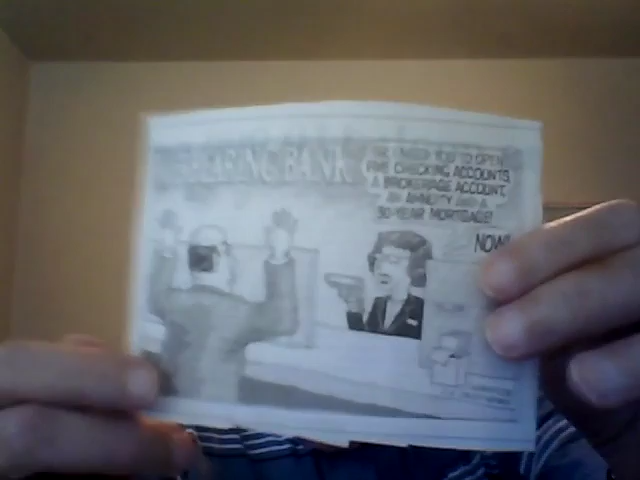 BANK
I NEED YOU TO OPEN
FIVE CHECKING ACCOUNTS,
A BROKERAGE ACCOUNT,
AN ANNUITY AND A
30-YEAR MORTGAGE!
NOW!